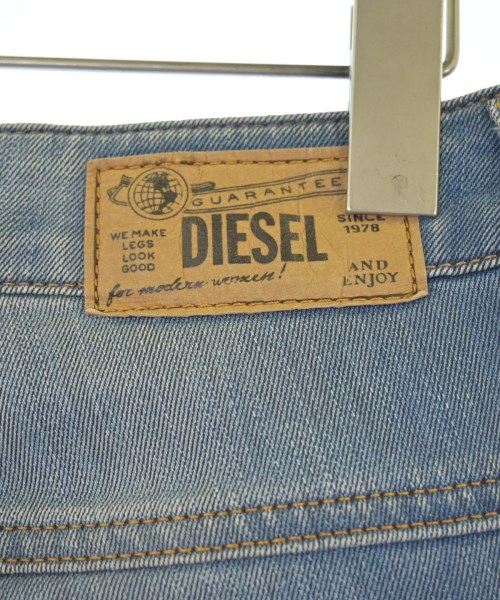 GUARANTEE
WE MAKE
LEGS
LOOK
GOOD
DIESEL
SINCE
1978
for modern women!
AND
ENJOY